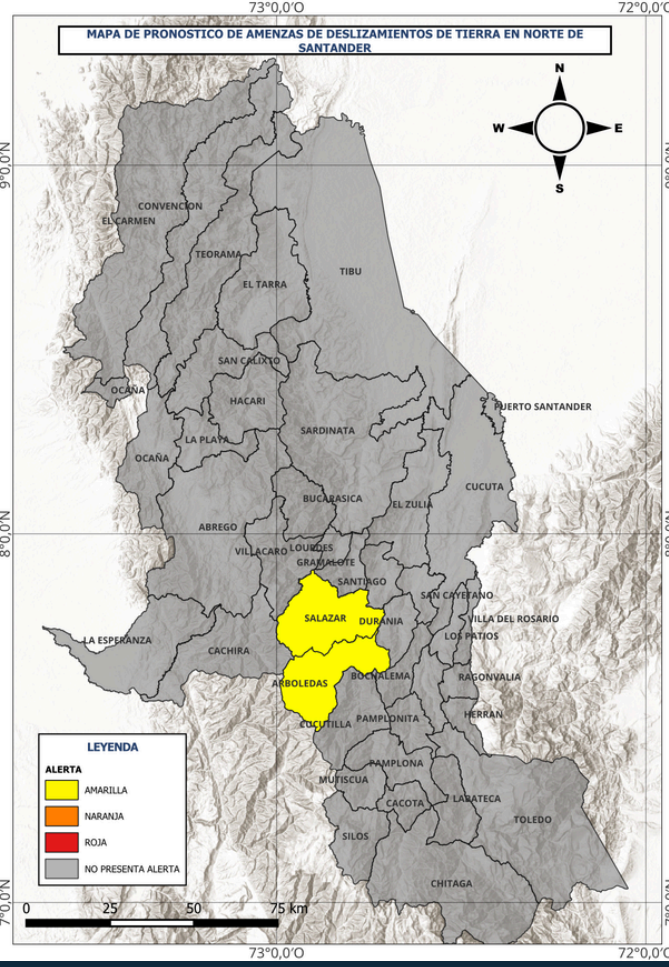 73°0,0'O
72°0,0'O
MAPA DE PRONOSTICO DE AMENZAS DE DESLIZAMIENTOS DE TIERRA EN NORTE DE
SANTANDER
N
W
E
S
9°0,0'N
CONVENCION
EL CARMEN
TEORAMA
TIBU
EL TARRA
SAN CALIXTO
OCAÑA
HACARI
PUERTO SANTANDER
LA PLAYA
SARDINATA
OCAÑA
CUCUTA
BUCARASICA
EL ZULIA
ABREGO
8°0,0'N
VILLACARO
LOURDES
GRAMALOTE
SANTIAGO
SAN CAYETANO
SALAZAR
DURANIA
VILLA DEL ROSARIO
LOS PATIOS
LA ESPERANZA
CACHIRA
ARBOLEDAS
BOCHALEMA
RAGONVALIA
HERRAN
CUCUTILLA
PAMPLONITA
PAMPLONA
MUTISCUA
CACOTA
LABATECA
TOLEDO
SILOS
CHITAGA
LEYENDA
ALERTA
AMARILLA
NARANJA
ROJA
NO PRESENTA ALERTA
7°0,0'N
0 25 50 75 km
73°0,0'O
72°0,0'O